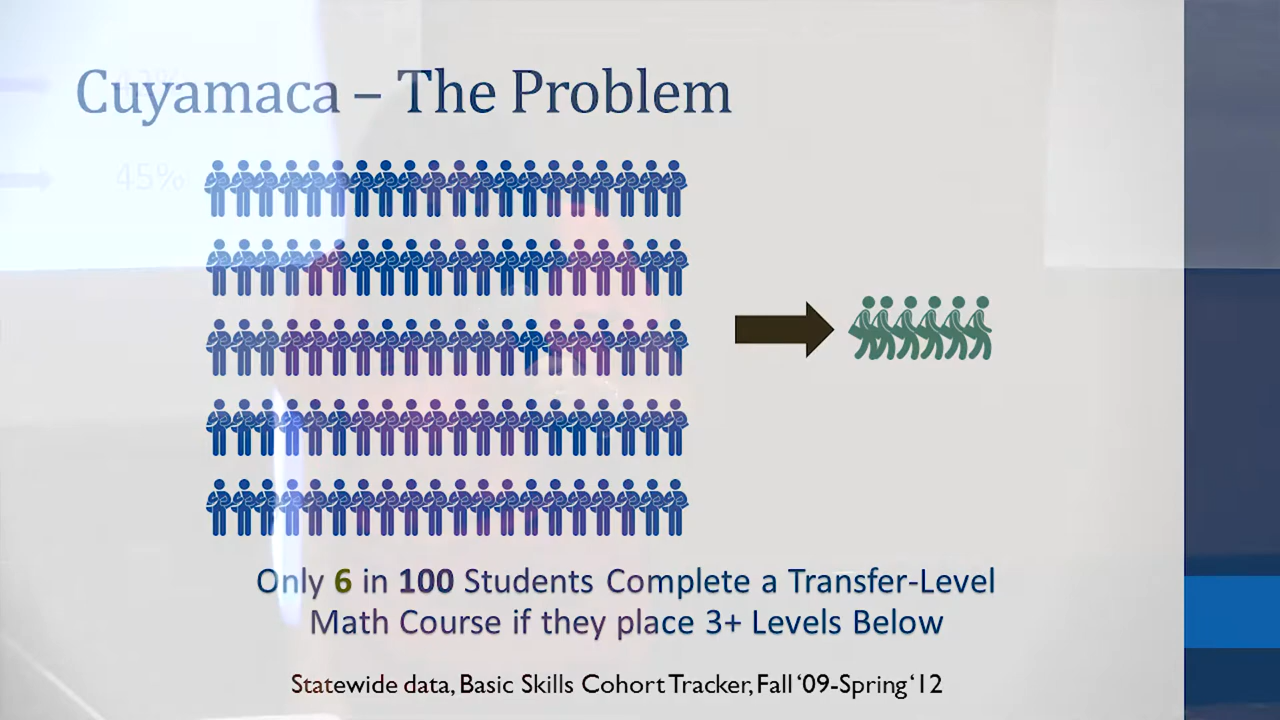 Cuyamaca – The Problem
45%
Only 6 in 100 Students Complete a Transfer-Level
Math Course if they place 3+ Levels Below
Statewide data, Basic Skills Cohort Tracker, Fall ‘09-Spring ‘12